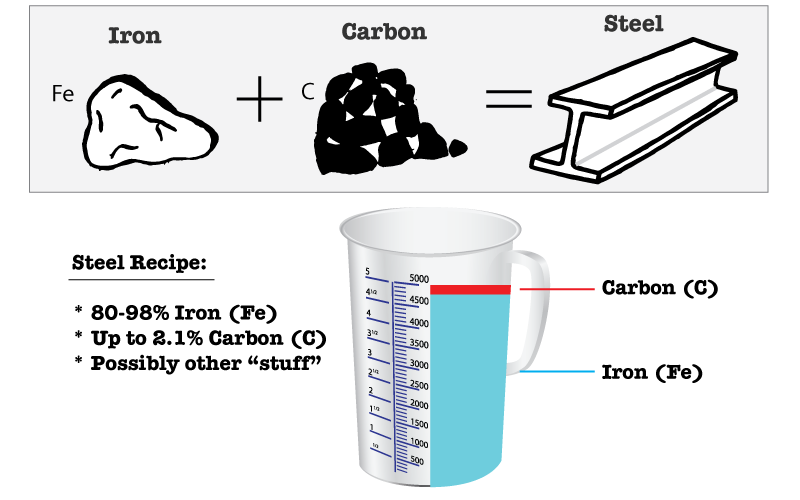 Iron
Carbon
Steel
Fe
C
Steel Recipe:
* 80-98% Iron (Fe)
* Up to 2.1% Carbon (C)
* Possibly other “stuff”
5
4 1/2
4
3 1/2
3
2 1/2
2
1 1/2
1
1/2
5000
4500
4000
3500
3000
2500
2000
1500
1000
500
Carbon (C)
Iron (Fe)